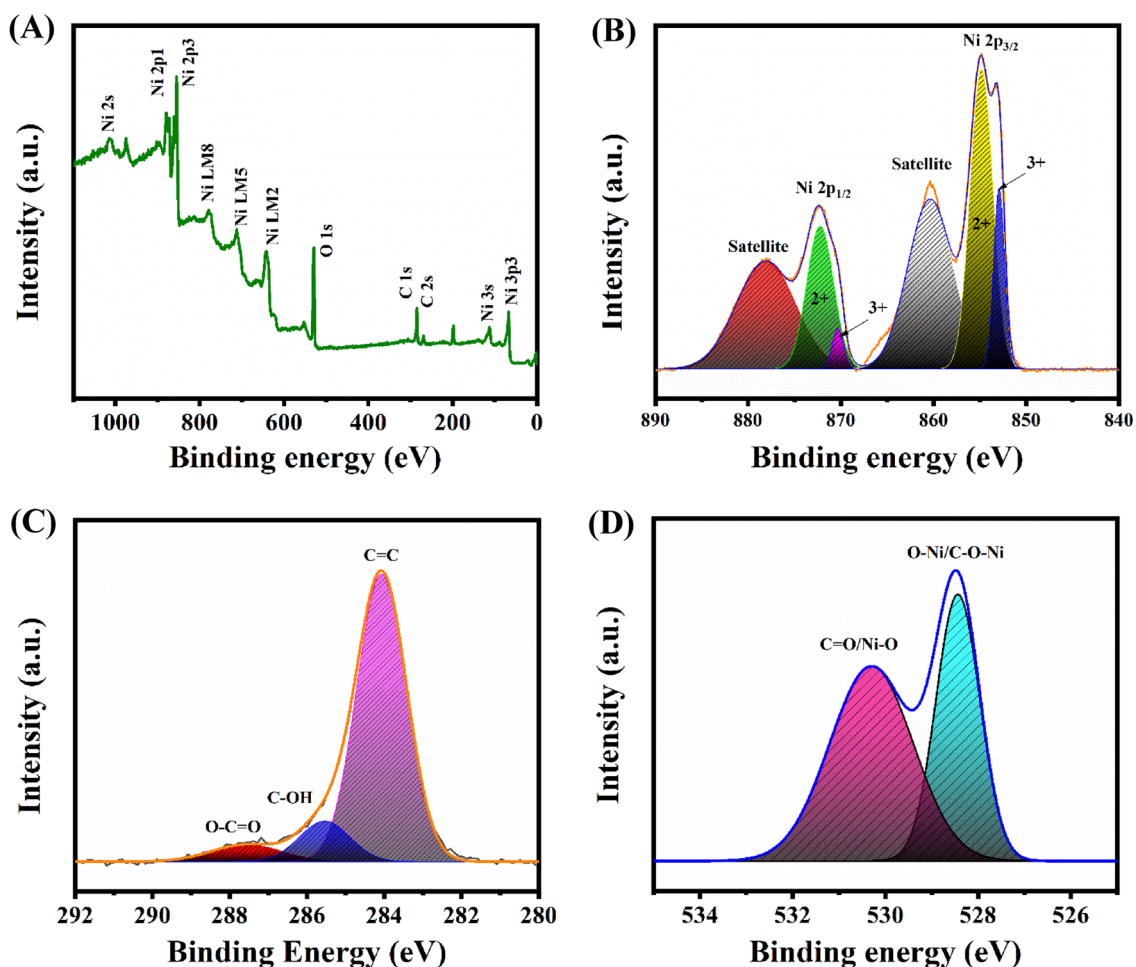 (A)
Intensity (a.u.)
Ni 2s
Ni 2p1
Ni 2p3
Ni LM8
Ni LM5
Ni LM2
O 1s
C 1s
C 2s
Ni 3s
Ni 3p3
1000 800 600 400 200 0
Binding energy (eV)
(B)
Intensity (a.u.)
Ni 2p3/2
Satellite
3+
Ni 2p1/2
2+
Satellite
2+
3+
890 880 870 860 850 840
Binding energy (eV)
(C)
Intensity (a.u.)
C=C
C-OH
O-C=O
292 290 288 286 284 282 280
Binding Energy (eV)
(D)
Intensity (a.u.)
O-Ni/C-O-Ni
C=O/Ni-O
534 532 530 528 526
Binding energy (eV)